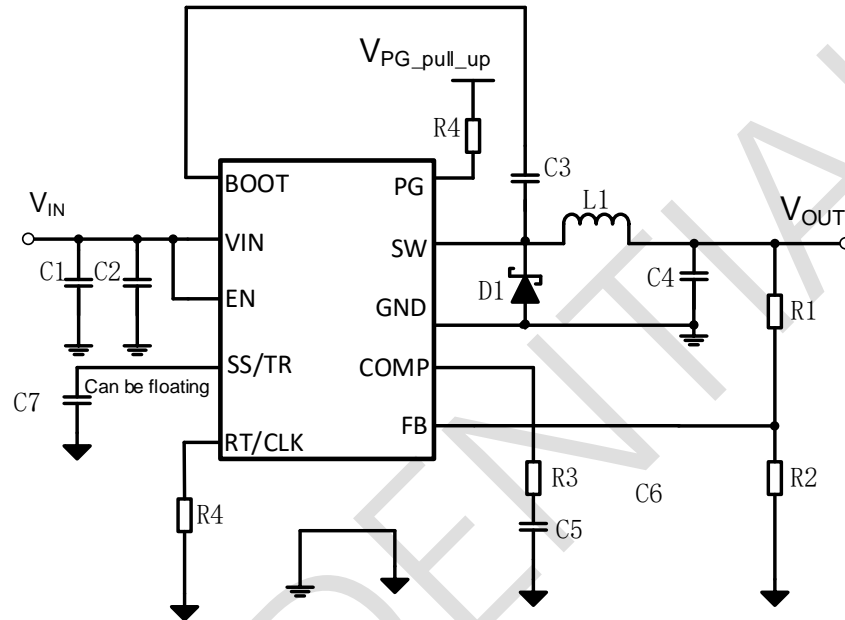 V_PG_pull_up
R4
BOOT
PG
C3
V_IN
L1
V_OUT
VIN
SW
C1
C2
D1
C4
EN
GND
R1
SS/TR
COMP
C7
Can be floating
FB
RT/CLK
R3
C6
R2
R4
C5
ENTIAL